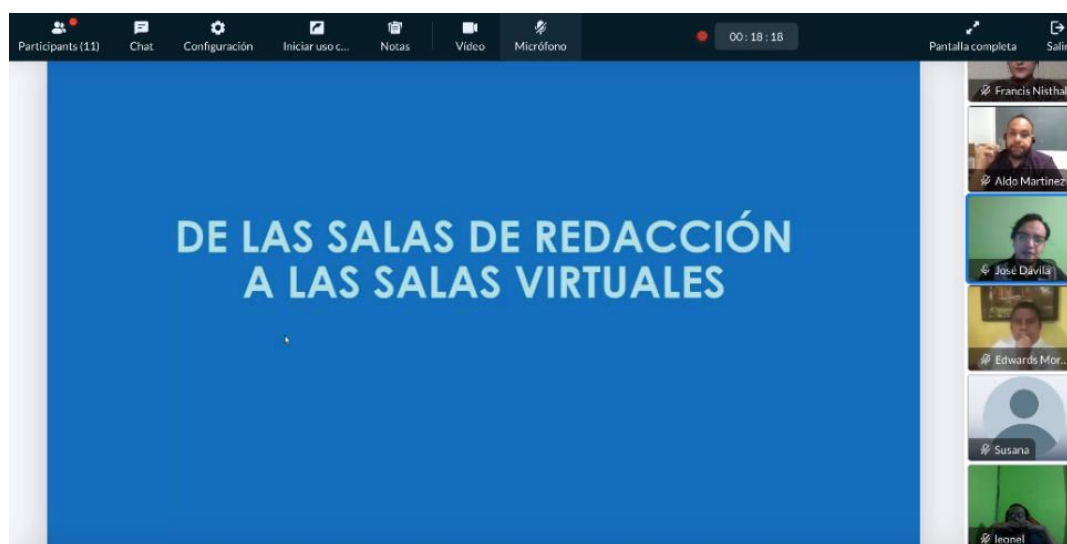 Participants (11) Chat Configuración Iniciar uso c... Notas Vídeo Micrófono 00:18:18 Pantalla completa Salir
DE LAS SALAS DE REDACCIÓN
A LAS SALAS VIRTUALES
Francis Nisthal
Aldo Martinez
José Dávila
Edwards Mor...
Susana
leonel